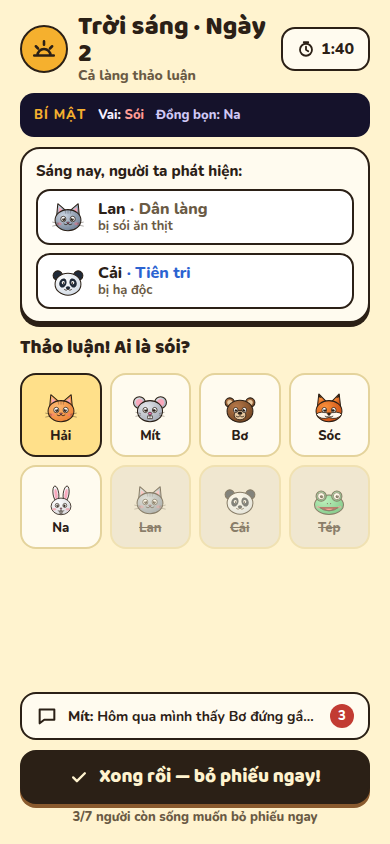 Trời sáng · Ngày
2
Cả làng thảo luận
1:40
BÍ MẬT Vai: Sói Đồng bọn: Na
Sáng nay, người ta phát hiện:
Lan · Dân làng
bị sói ăn thịt
Cải · Tiên tri
bị hạ độc
Thảo luận! Ai là sói?
Hải Mít Bơ Sóc
Na Lan Cải Tép
Mít: Hôm qua mình thấy Bơ đứng gầ... 3
Xong rồi — bỏ phiếu ngay!
3/7 người còn sống muốn bỏ phiếu ngay